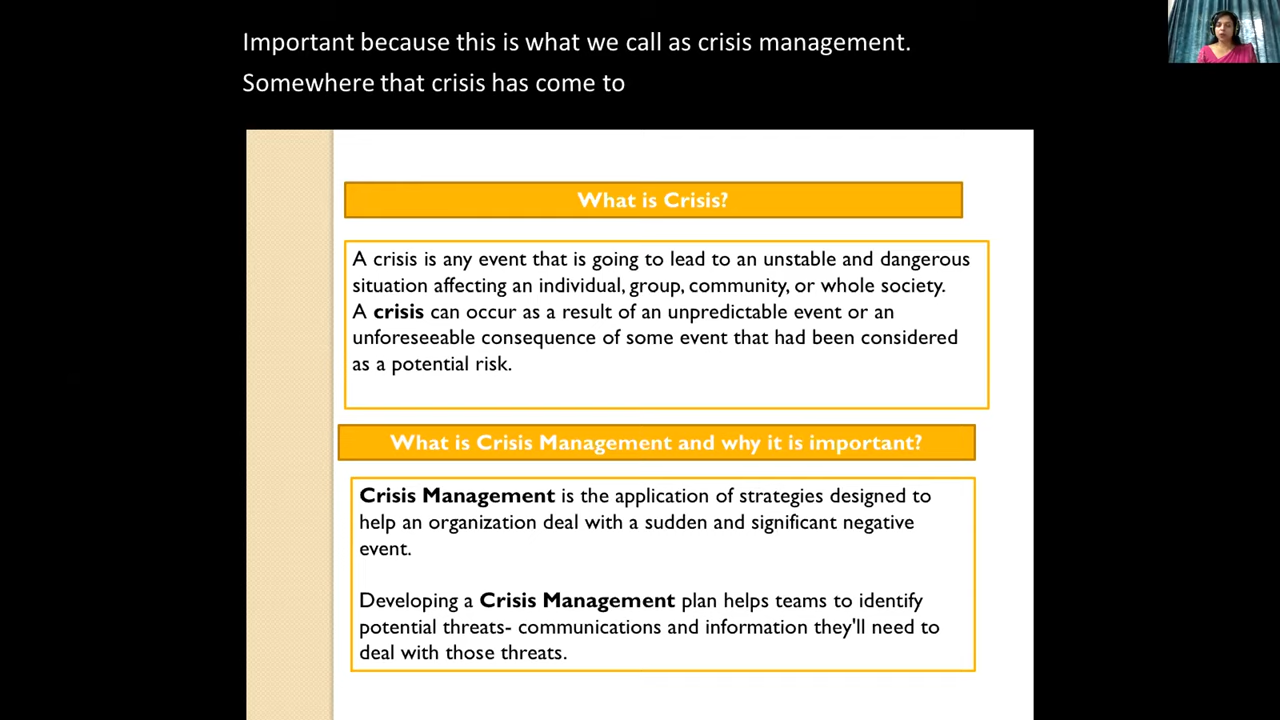 Important because this is what we call as crisis management.
Somewhere that crisis has come to
What is Crisis?
A crisis is any event that is going to lead to an unstable and dangerous
situation affecting an individual, group, community, or whole society.
A crisis can occur as a result of an unpredictable event or an
unforeseeable consequence of some event that had been considered
as a potential risk.
What is Crisis Management and why it is important?
Crisis Management is the application of strategies designed to
help an organization deal with a sudden and significant negative
event.
Developing a Crisis Management plan helps teams to identify
potential threats- communications and information they'll need to
deal with those threats.